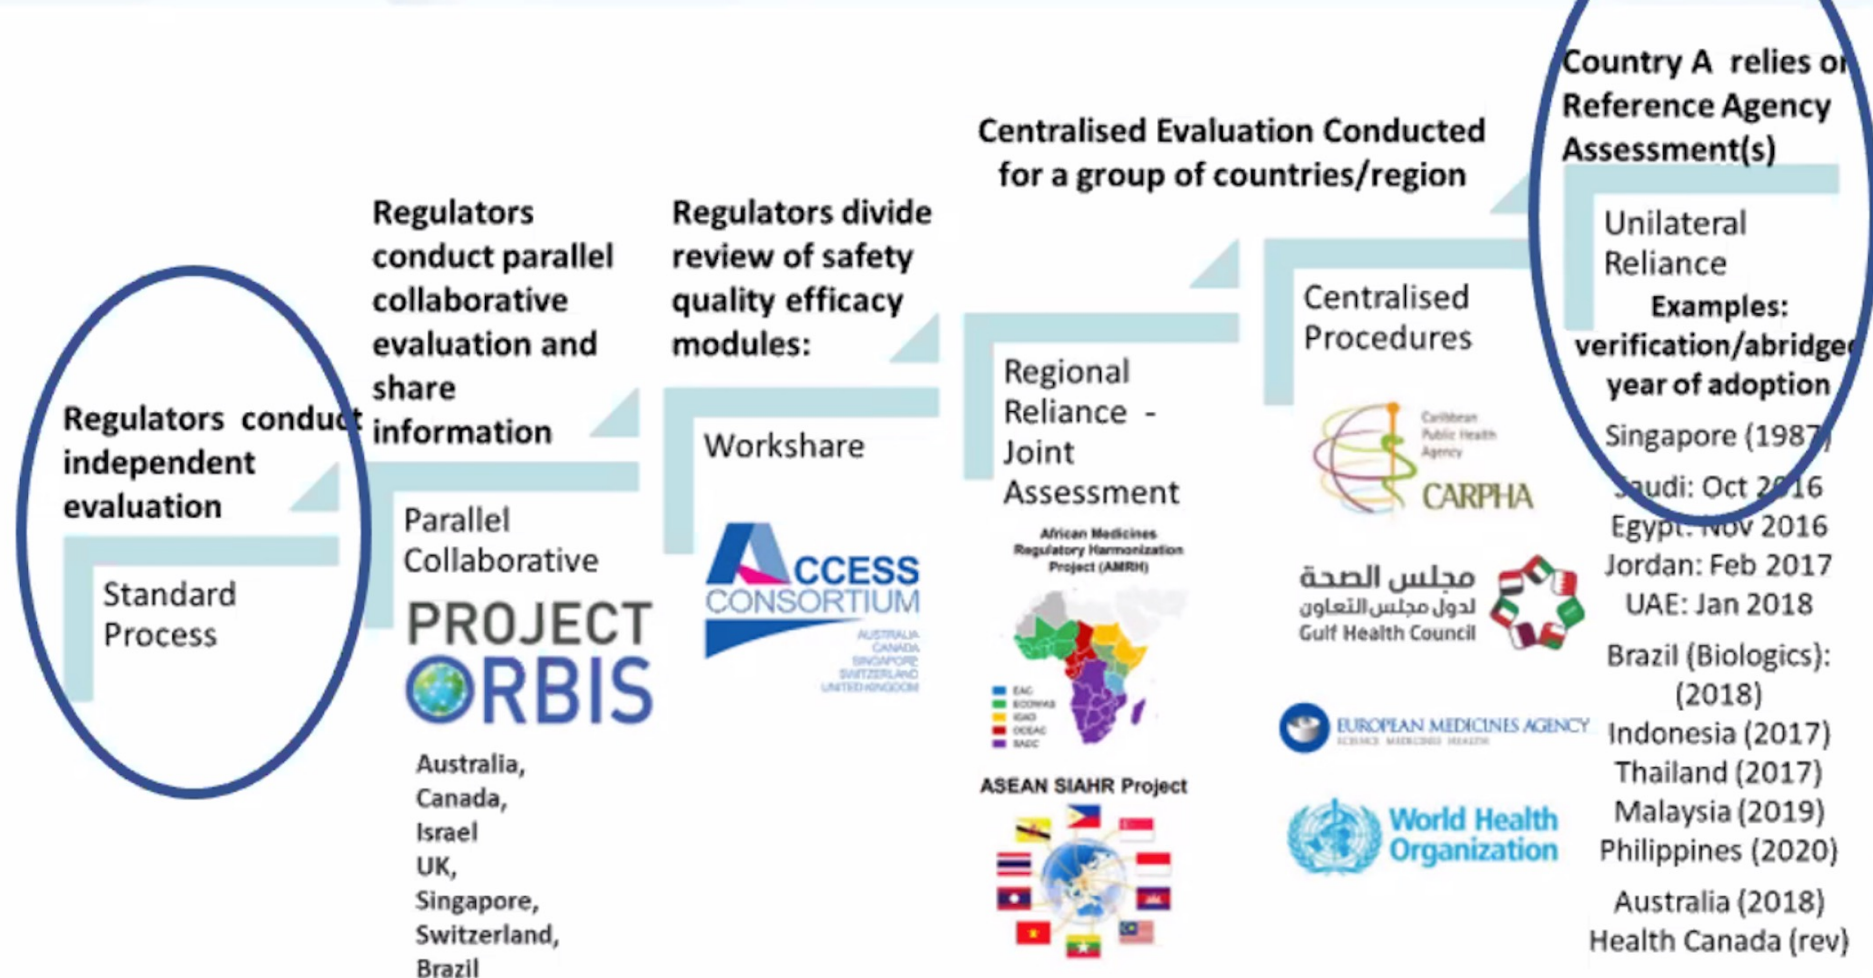 Regulators conduct
independent
evaluation
Standard
Process
Regulators
conduct parallel
collaborative
evaluation and
share
information
Parallel
Collaborative
PROJECT
ORBIS
Australia,
Canada,
Israel
UK,
Singapore,
Switzerland,
Brazil
Regulators divide
review of safety
quality efficacy
modules:
Workshare
ACCESS
CONSORTIUM
AUSTRALIA
CANADA
SINGAPORE
SWITZERLAND
UNITED KINGDOM
Centralised Evaluation Conducted
for a group of countries/region
Regional
Reliance -
Joint
Assessment
African Medicines
Regulatory Harmonization
Project (AMRH)
EAC
ECOWAS
IGAD
SADC
ASEAN SIAHR Project
Centralised
Procedures
Caribbean
Public Health
Agency
CARPHA
مجلس الصحة
لدول مجلس التعاون
Gulf Health Council
EUROPEAN MEDICINES AGENCY
SCIENCE MEDICINES HEALTH
World Health
Organization
Country A relies on
Reference Agency
Assessment(s)
Unilateral
Reliance
Examples:
verification/abridged
year of adoption
Singapore (1987)
Saudi: Oct 2016
Egypt: Nov 2016
Jordan: Feb 2017
UAE: Jan 2018
Brazil (Biologics):
(2018)
Indonesia (2017)
Thailand (2017)
Malaysia (2019)
Philippines (2020)
Australia (2018)
Health Canada (rev)